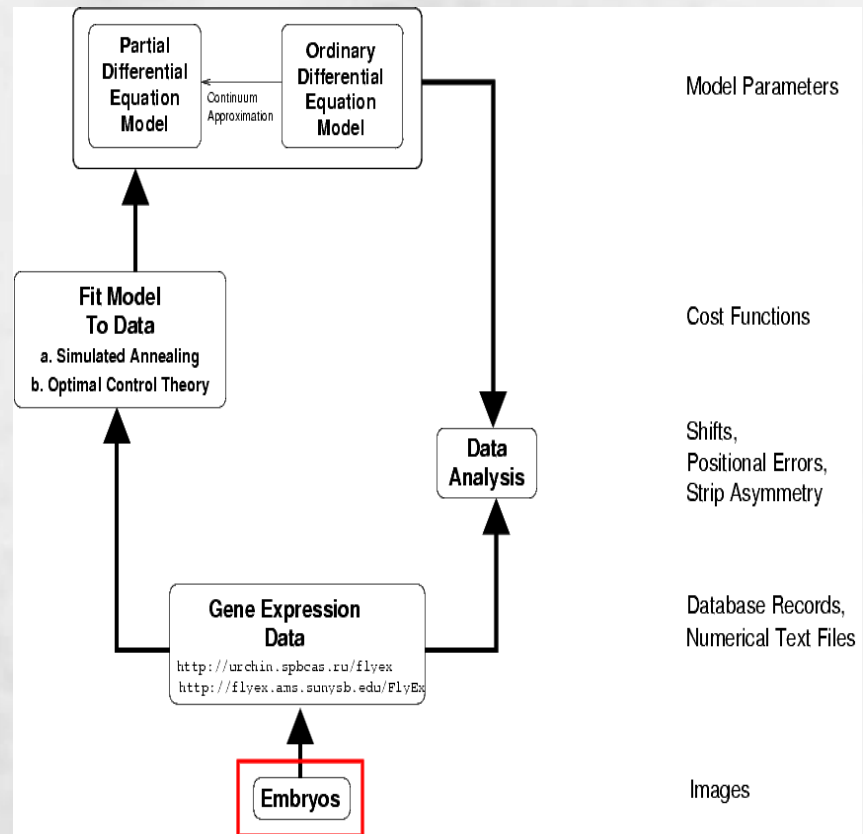 Partial
Differential
Equation
Model
Continuum
Approximation
Ordinary
Differential
Equation
Model
Model Parameters
Fit Model
To Data
a. Simulated Annealing
b. Optimal Control Theory
Cost Functions
Data
Analysis
Shifts,
Positional Errors,
Strip Asymmetry
Gene Expression
Data
http://urchin.spbcas.ru/flyex
http://flyex.ams.sunysb.edu/FlyEx
Database Records,
Numerical Text Files
Embryos
Images